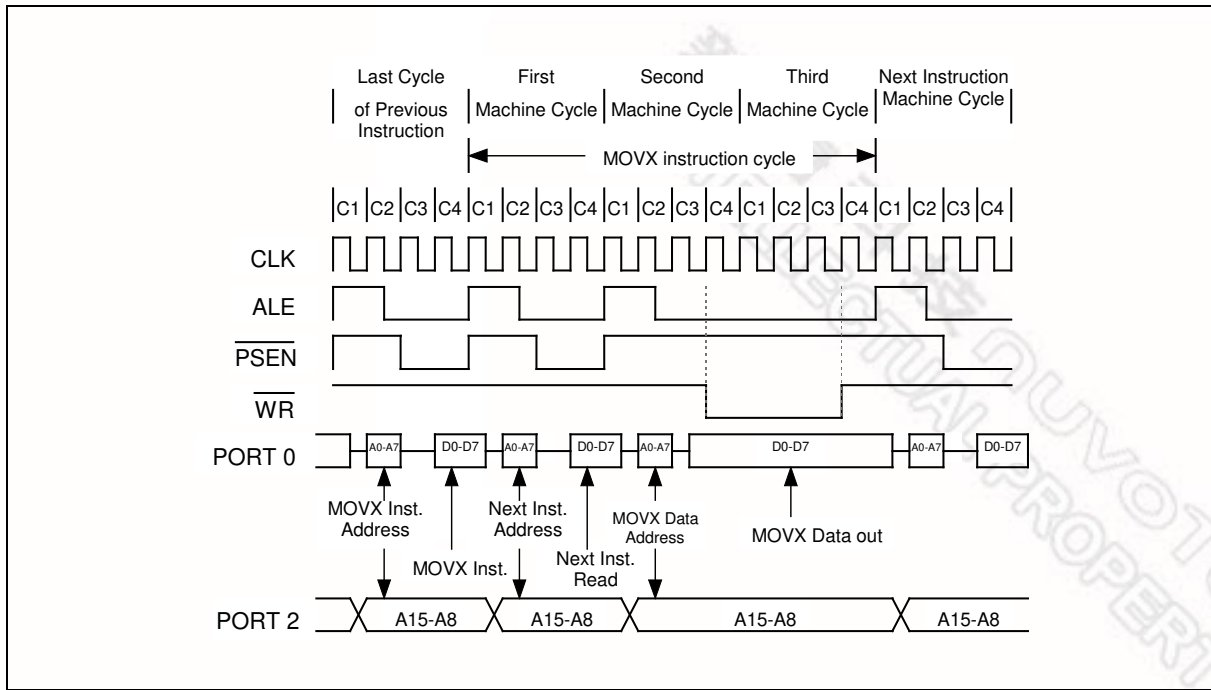 Last Cycle
of Previous
Instruction
First
Machine Cycle
Second
Machine Cycle
Third
Machine Cycle
Next Instruction
Machine Cycle
MOVX instruction cycle
C1 C2 C3 C4 C1 C2 C3 C4 C1 C2 C3 C4 C1 C2 C3 C4 C1 C2 C3 C4
CLK
ALE
PSEN
WR
PORT 0
A0-A7 D0-D7 A0-A7 D0-D7 A0-A7 D0-D7 A0-A7 D0-D7
MOVX Inst.
Address
MOVX Inst.
Next Inst.
Address
Next Inst.
Read
MOVX Data
Address
MOVX Data out
PORT 2
A15-A8 A15-A8 A15-A8 A15-A8